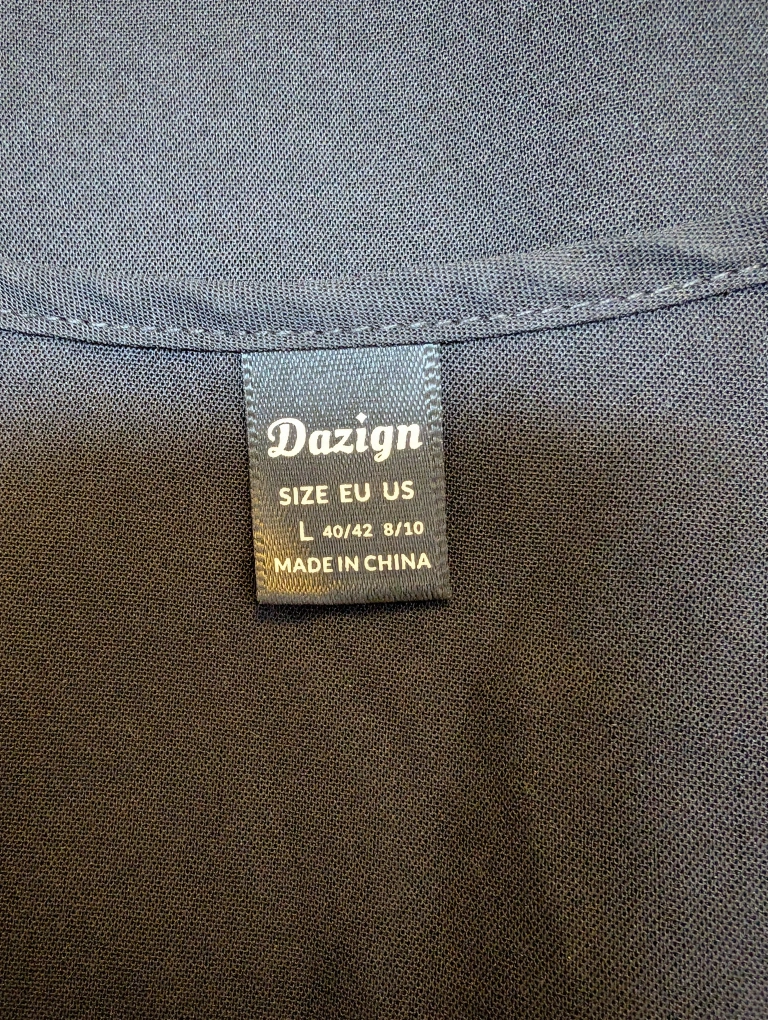 Dazign
SIZE EU US
L 40/42 8/10
MADE IN CHINA